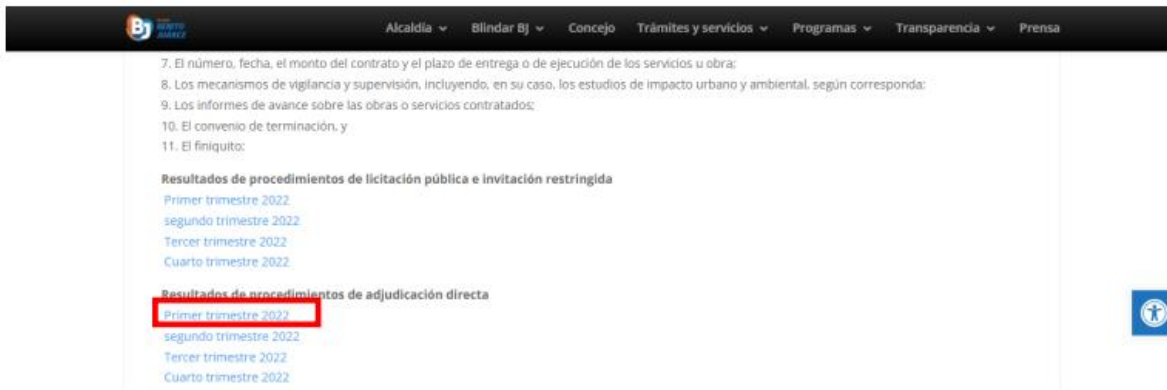 BJ BENITO JUÁREZ
Alcaldía Blindar BJ Concejo Trámites y servicios Programas Transparencia Prensa
7. El número, fecha, el monto del contrato y el plazo de entrega o de ejecución de los servicios u obra;
8. Los mecanismos de vigilancia y supervisión, incluyendo, en su caso, los estudios de impacto urbano y ambiental, según corresponda;
9. Los informes de avance sobre las obras o servicios contratados;
10. El convenio de terminación, y
11. El finiquito;
Resultados de procedimientos de licitación pública e invitación restringida
Primer trimestre 2022
segundo trimestre 2022
Tercer trimestre 2022
Cuarto trimestre 2022
Resultados de procedimientos de adjudicación directa
Primer trimestre 2022
segundo trimestre 2022
Tercer trimestre 2022
Cuarto trimestre 2022